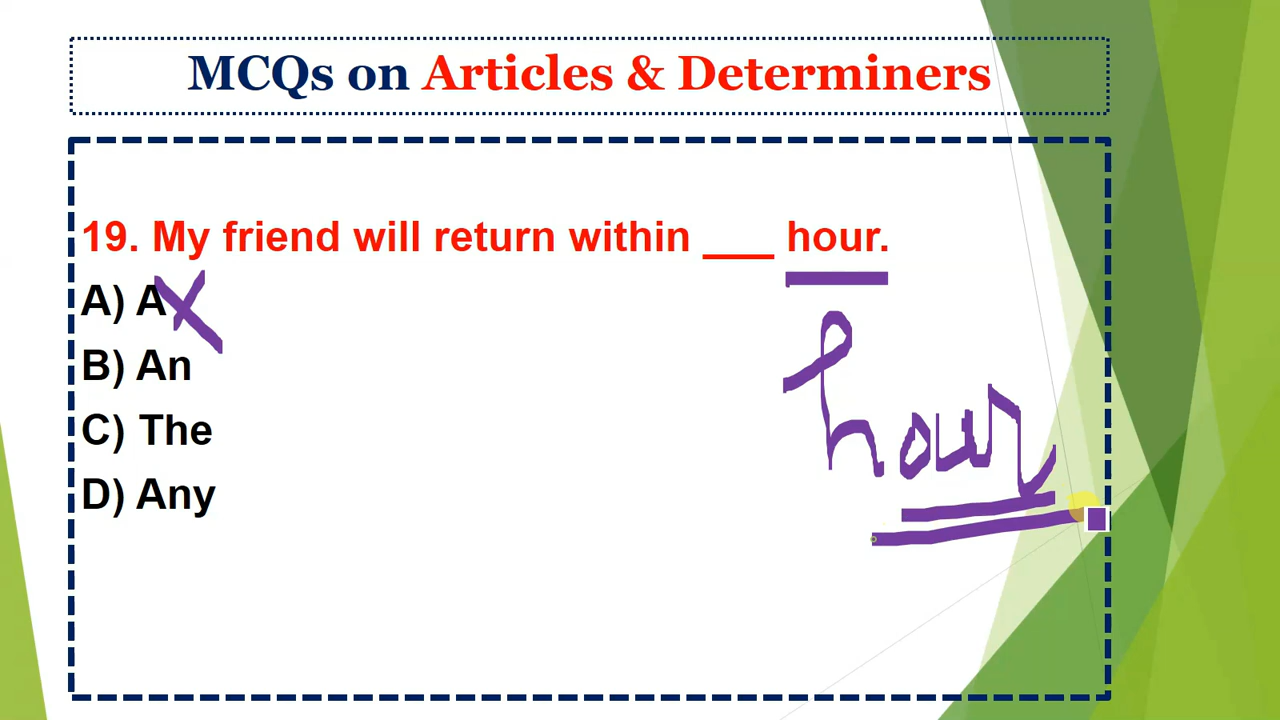 MCQs on Articles & Determiners
19. My friend will return within ___ hour.
A) A
B) An
C) The
D) Any
hour